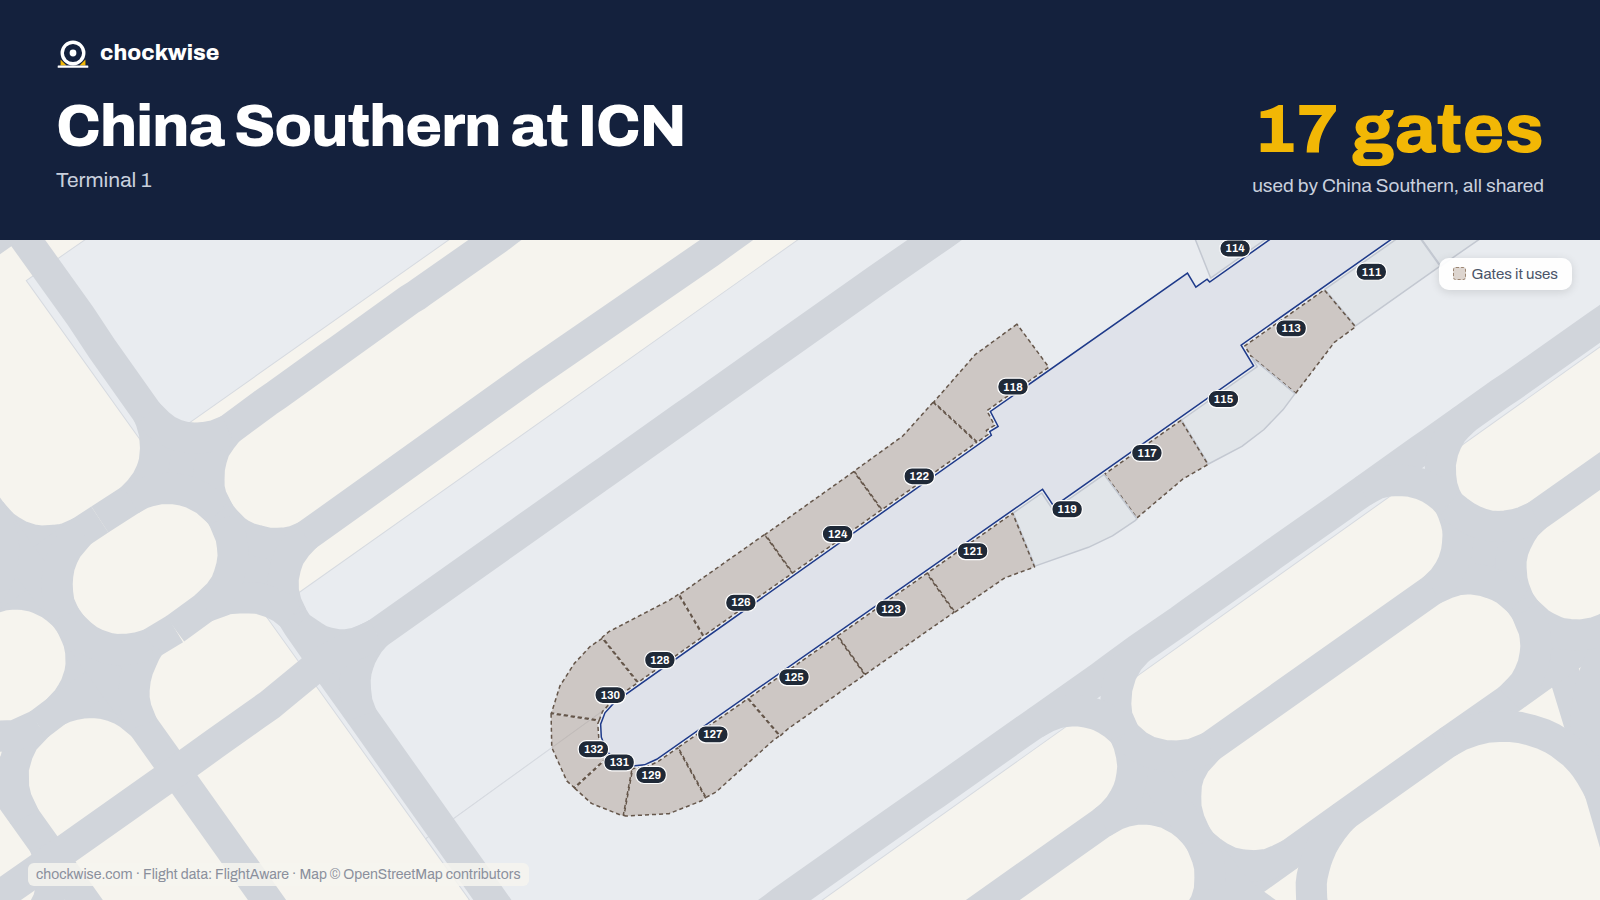 chockwise
China Southern at ICN
Terminal 1
17 gates
used by China Southern, all shared
114
111
Gates it uses
113
118
115
117
122
119
124
121
126
123
128
125
130
127
132
131
129
chockwise.com · Flight data: FlightAware · Map © OpenStreetMap contributors